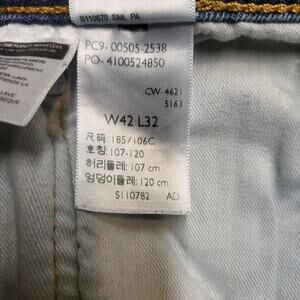 S110670 SML PA
PC9- 00505-2538
PO- 4100524850
CW- 4621
5163
W42 L32
尺码: 185/106C
호칭: 107-120
허리둘레: 107 cm
엉덩이둘레: 120 cm
S110782 AD